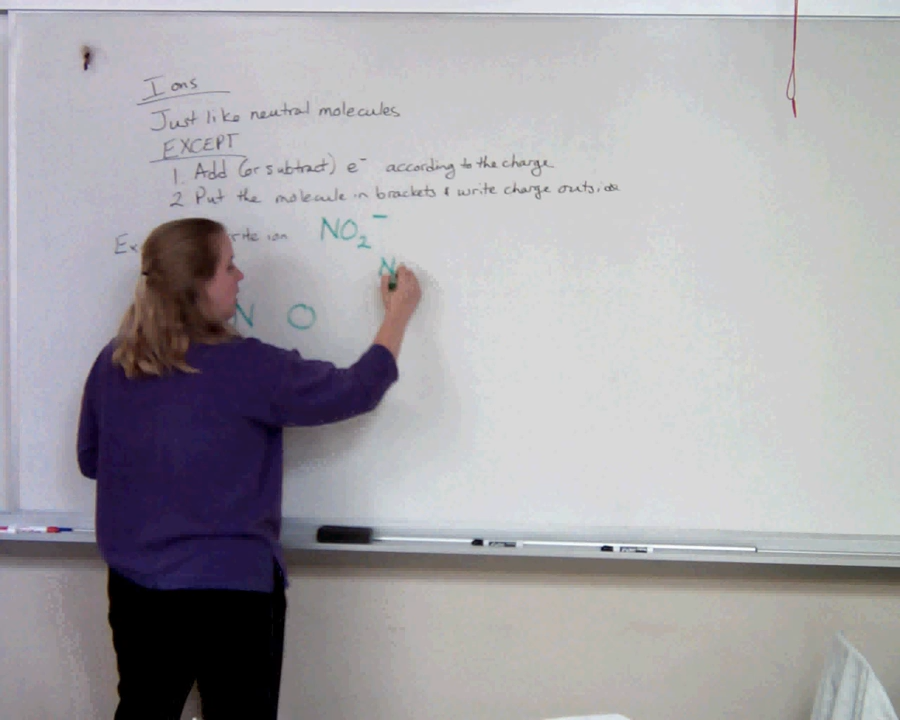 Ions
Just like neutral molecules
EXCEPT
1. Add (or subtract) e⁻ according to the charge
2 Put the molecule in brackets & write charge outside
Ex rite ion NO₂⁻
N
N O